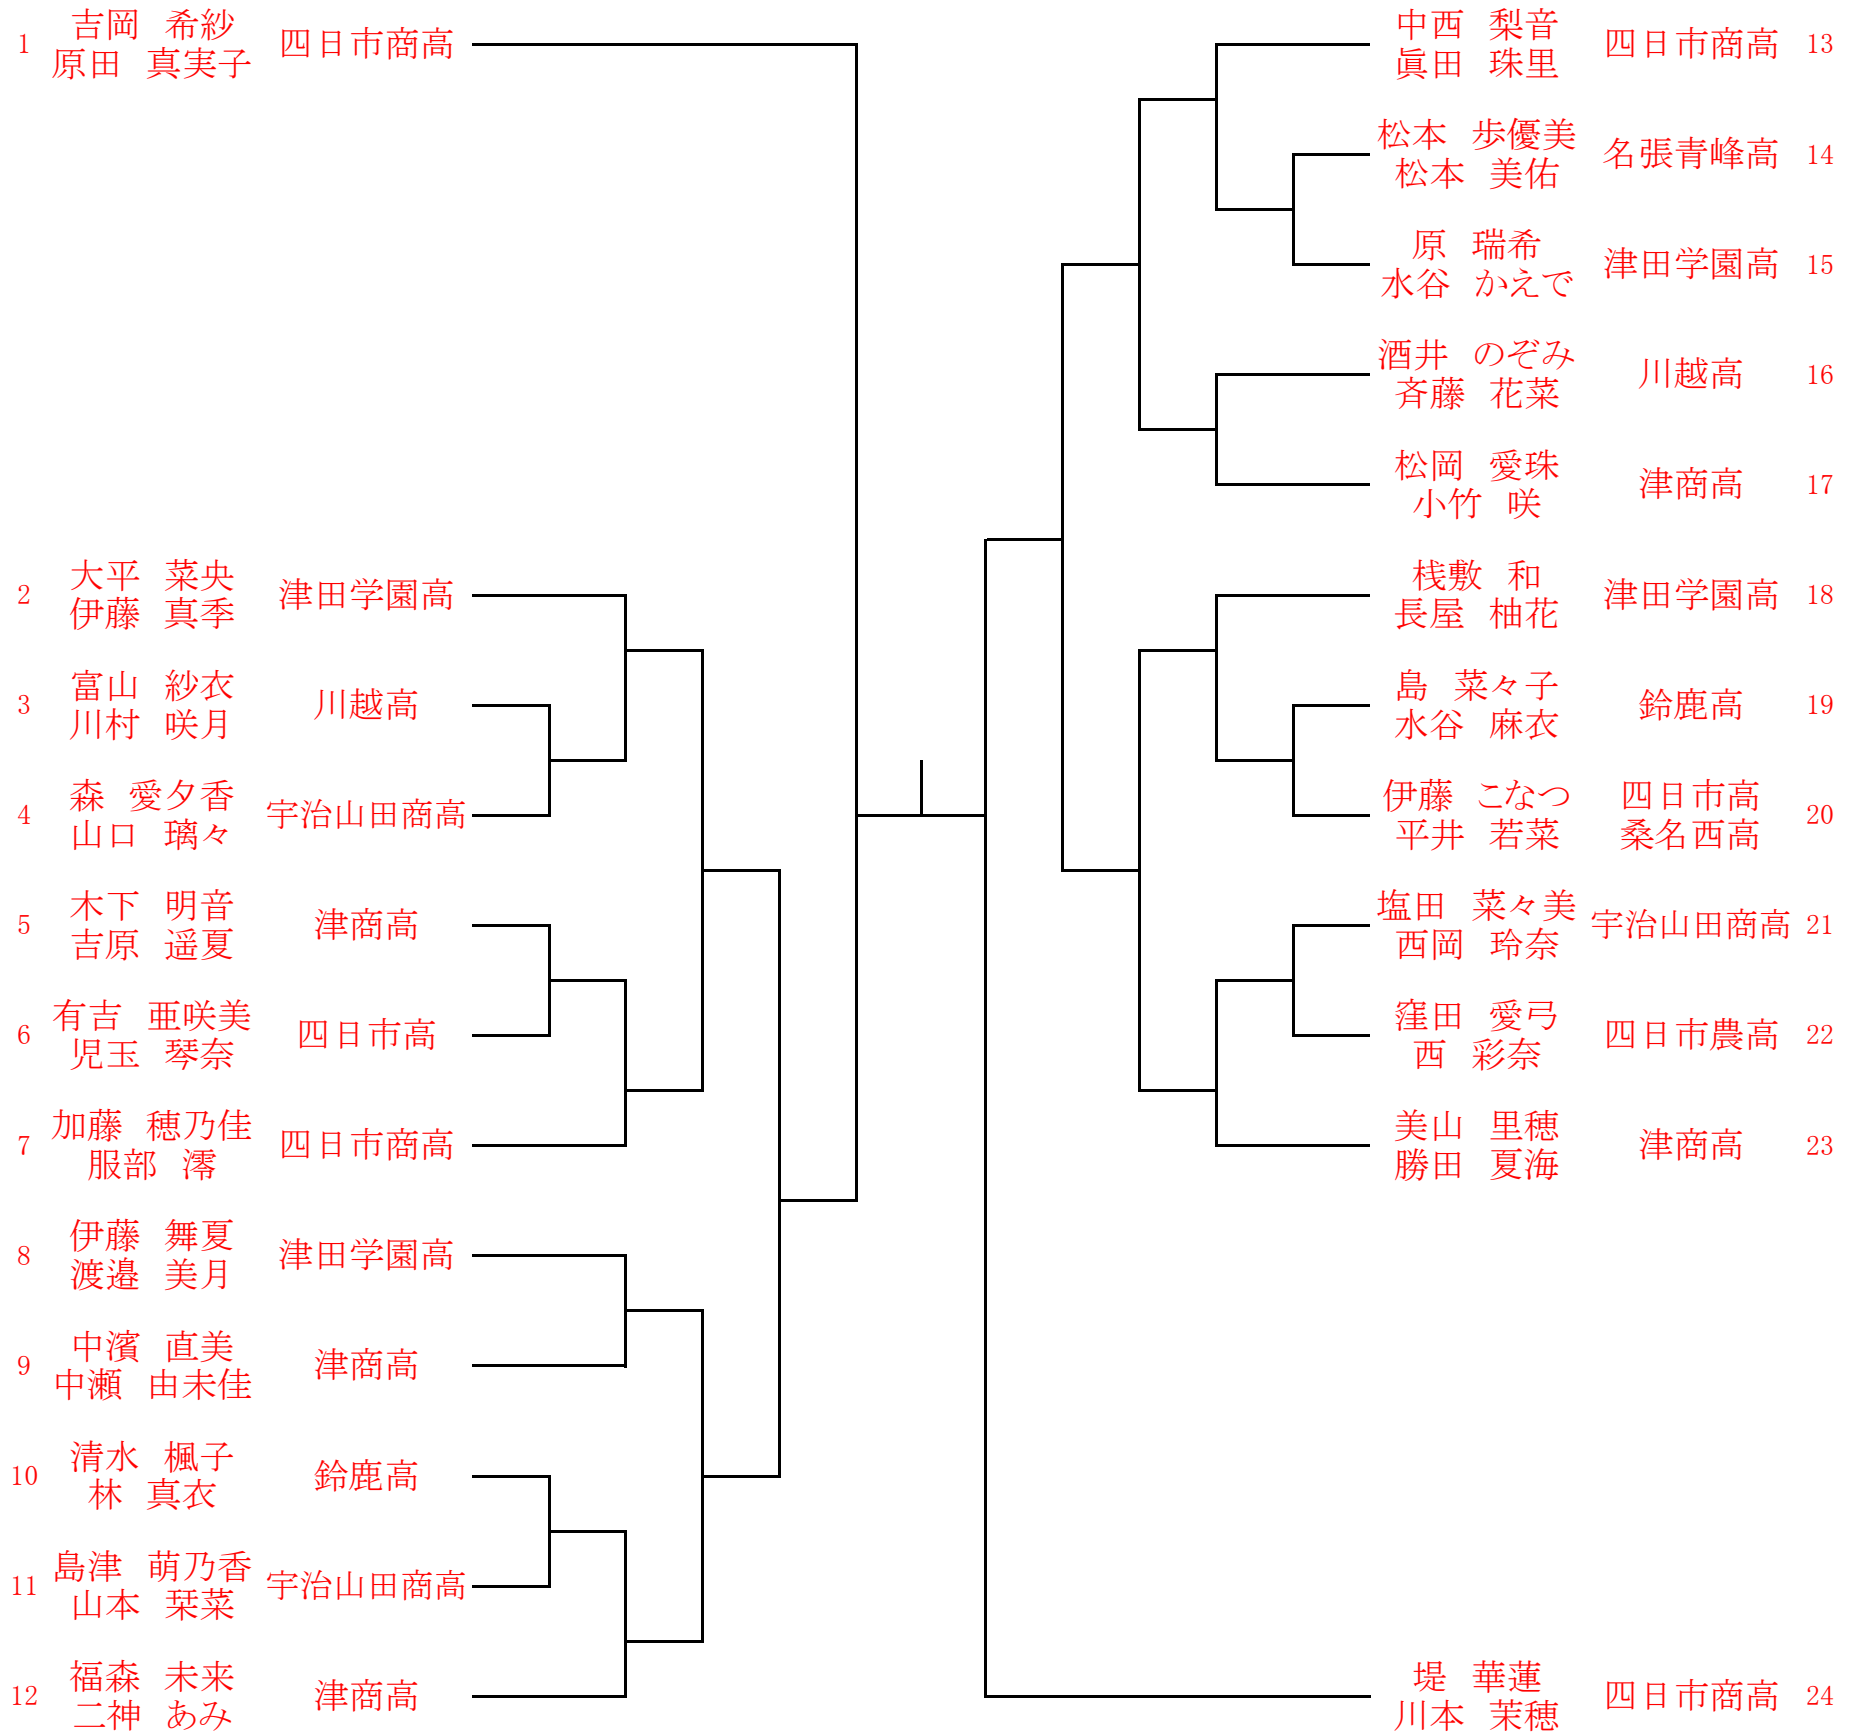 1 吉岡 希紗 四日市商高
原田 真実子
2 大平 菜央 津田学園高
伊藤 真季
3 富山 紗衣 川越高
川村 咲月
4 森 愛夕香 宇治山田商高
山口 璃々
5 木下 明音 津商高
吉原 遥夏
6 有吉 亜咲美 四日市高
児玉 琴奈
7 加藤 穂乃佳 四日市商高
服部 澪
8 伊藤 舞夏 津田学園高
渡邉 美月
9 中濱 直美 津商高
中瀬 由未佳
10 清水 楓子 鈴鹿高
林 真衣
11 島津 萌乃香 宇治山田商高
山本 栞菜
12 福森 未来 津商高
二神 あみ
中西 梨音 四日市商高 13
眞田 珠里
松本 歩優美 名張青峰高 14
松本 美佑
原 瑞希 津田学園高 15
水谷 かえで
酒井 のぞみ 川越高 16
斉藤 花菜
松岡 愛珠 津商高 17
小竹 咲
桟敷 和 津田学園高 18
長屋 柚花
島 菜々子 鈴鹿高 19
水谷 麻衣
伊藤 こなつ 四日市高 20
平井 若菜 桑名西高
塩田 菜々美 宇治山田商高 21
西岡 玲奈
窪田 愛弓 四日市農高 22
西 彩奈
美山 里穂 津商高 23
勝田 夏海
堤 華蓮 四日市商高 24
川本 茉穂